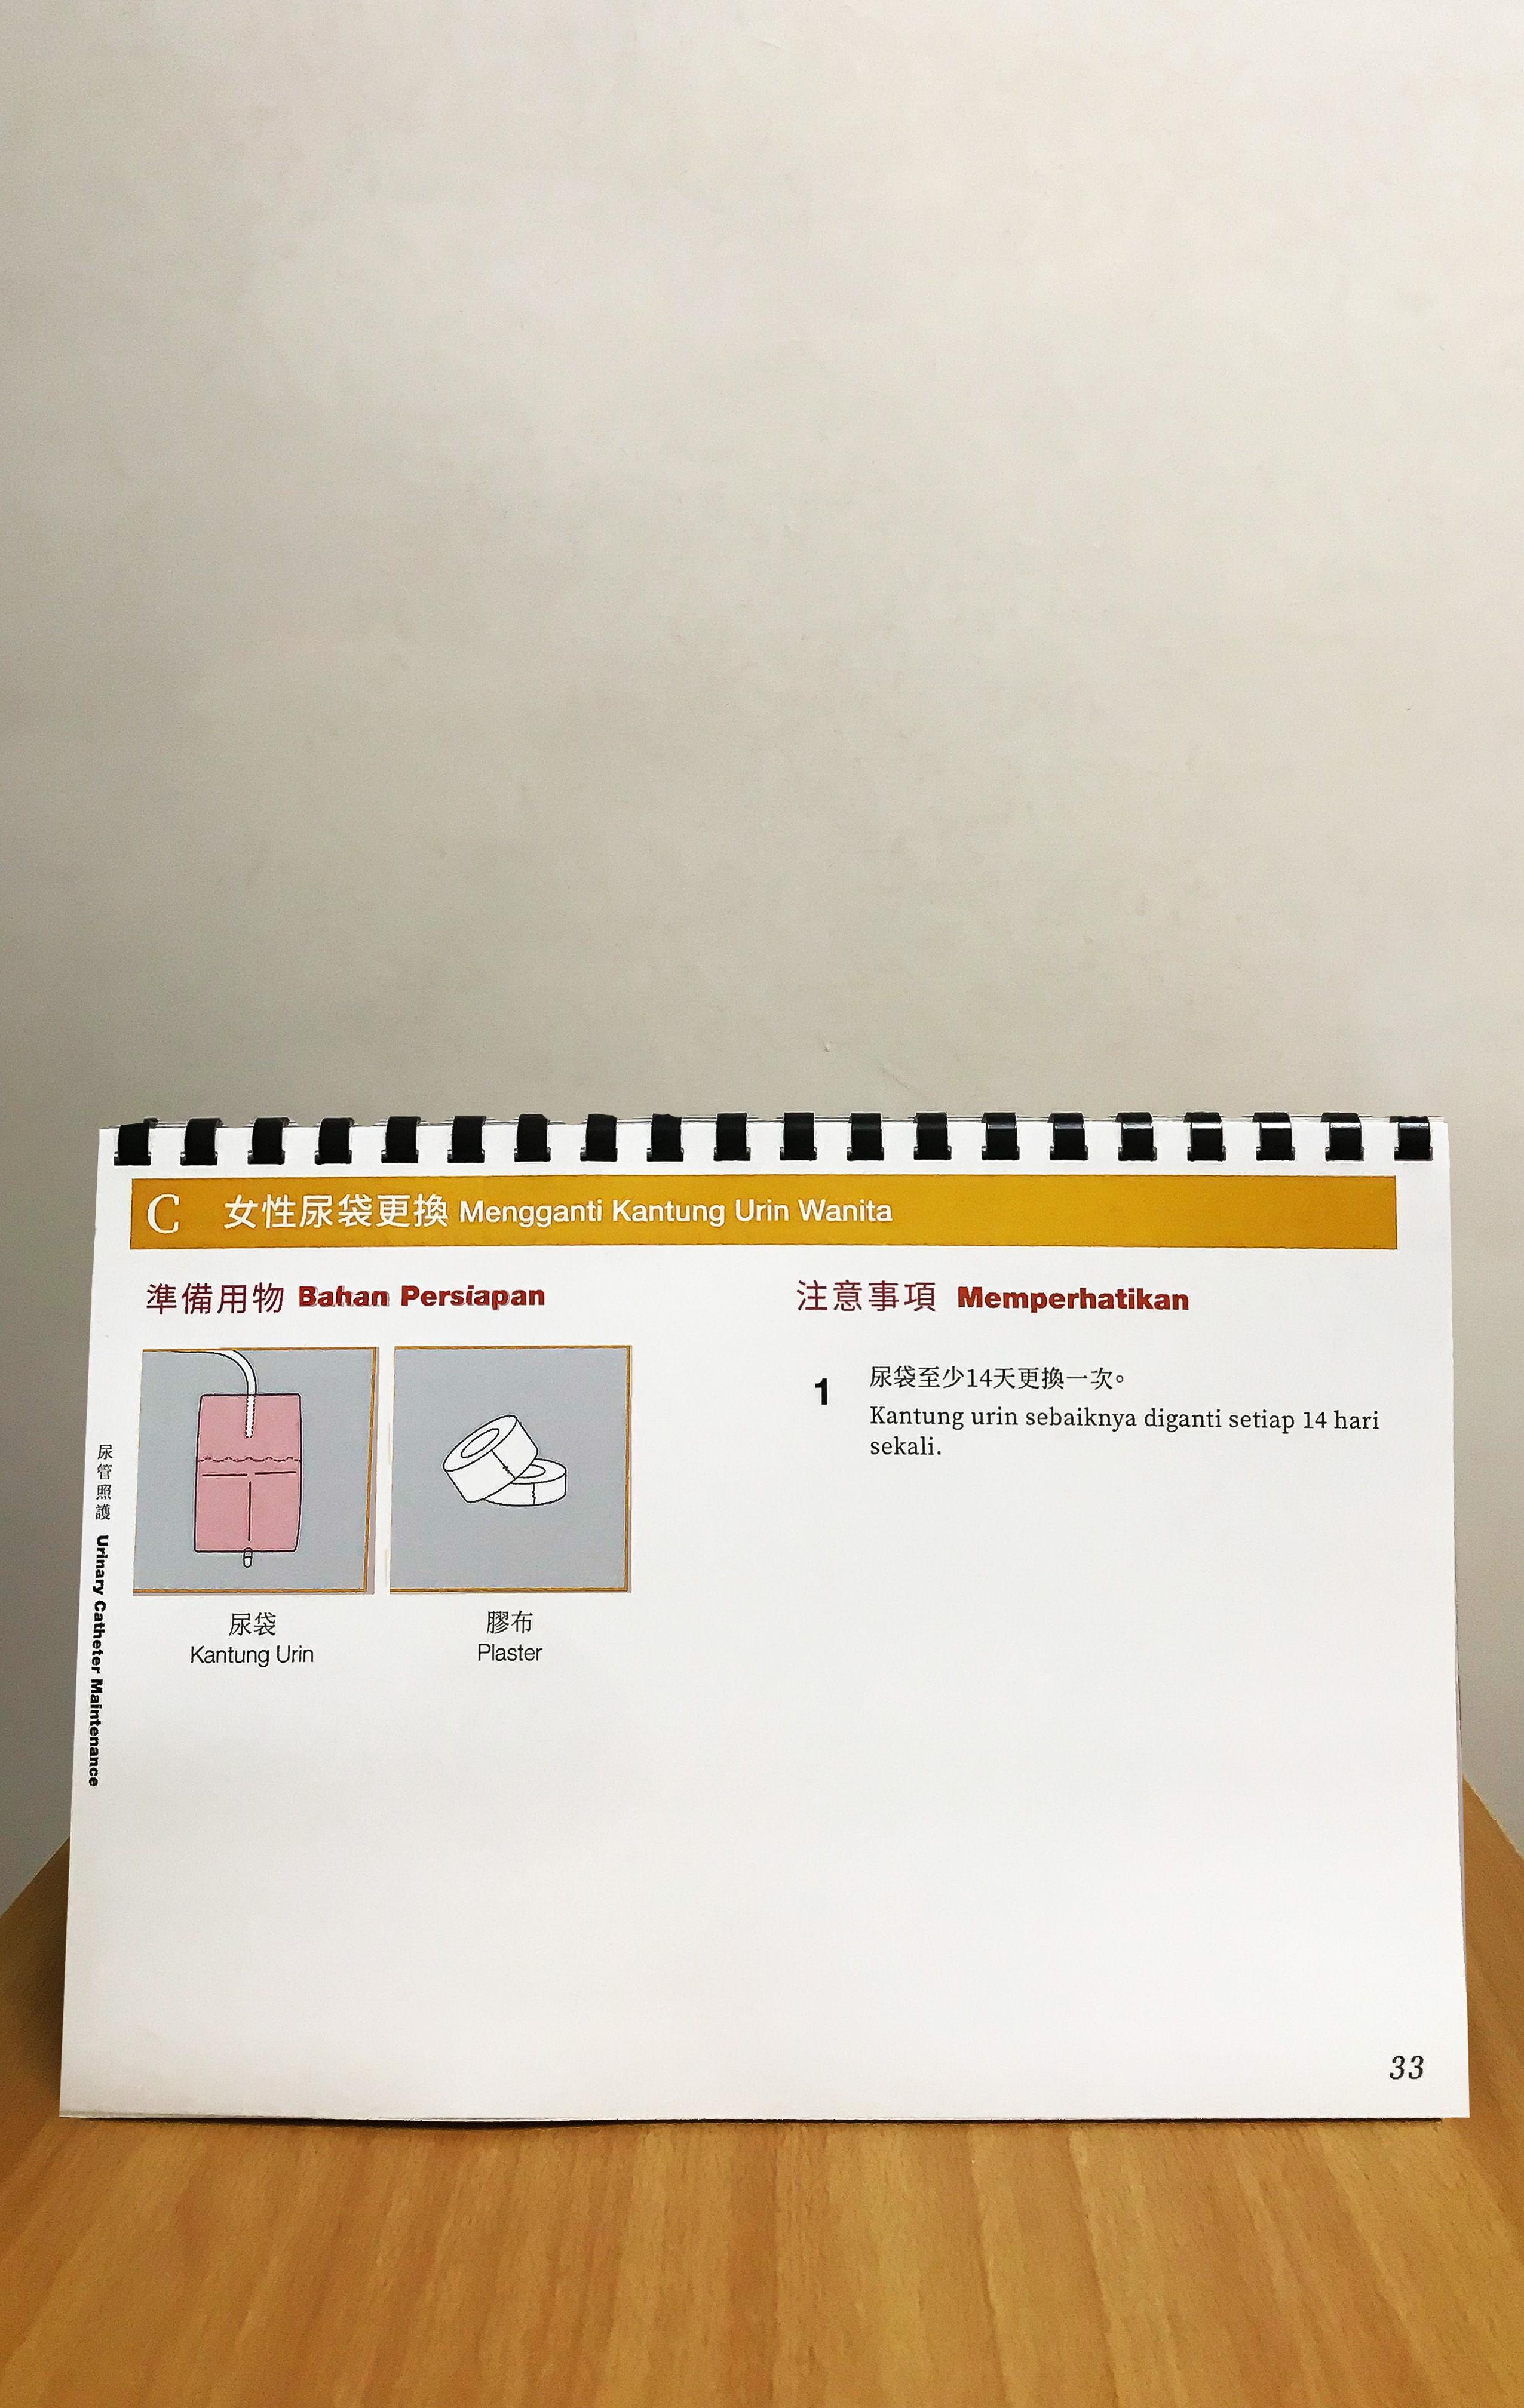 C 女性尿袋更換 Mengganti Kantung Urin Wanita
準備用物 Bahan Persiapan
尿袋
Kantung Urin
膠布
Plaster
注意事項 Memperhatikan
1 尿袋至少14天更換一次。
Kantung urin sebaiknya diganti setiap 14 hari
sekali.
尿管照護 Urinary Catheter Maintenance
33